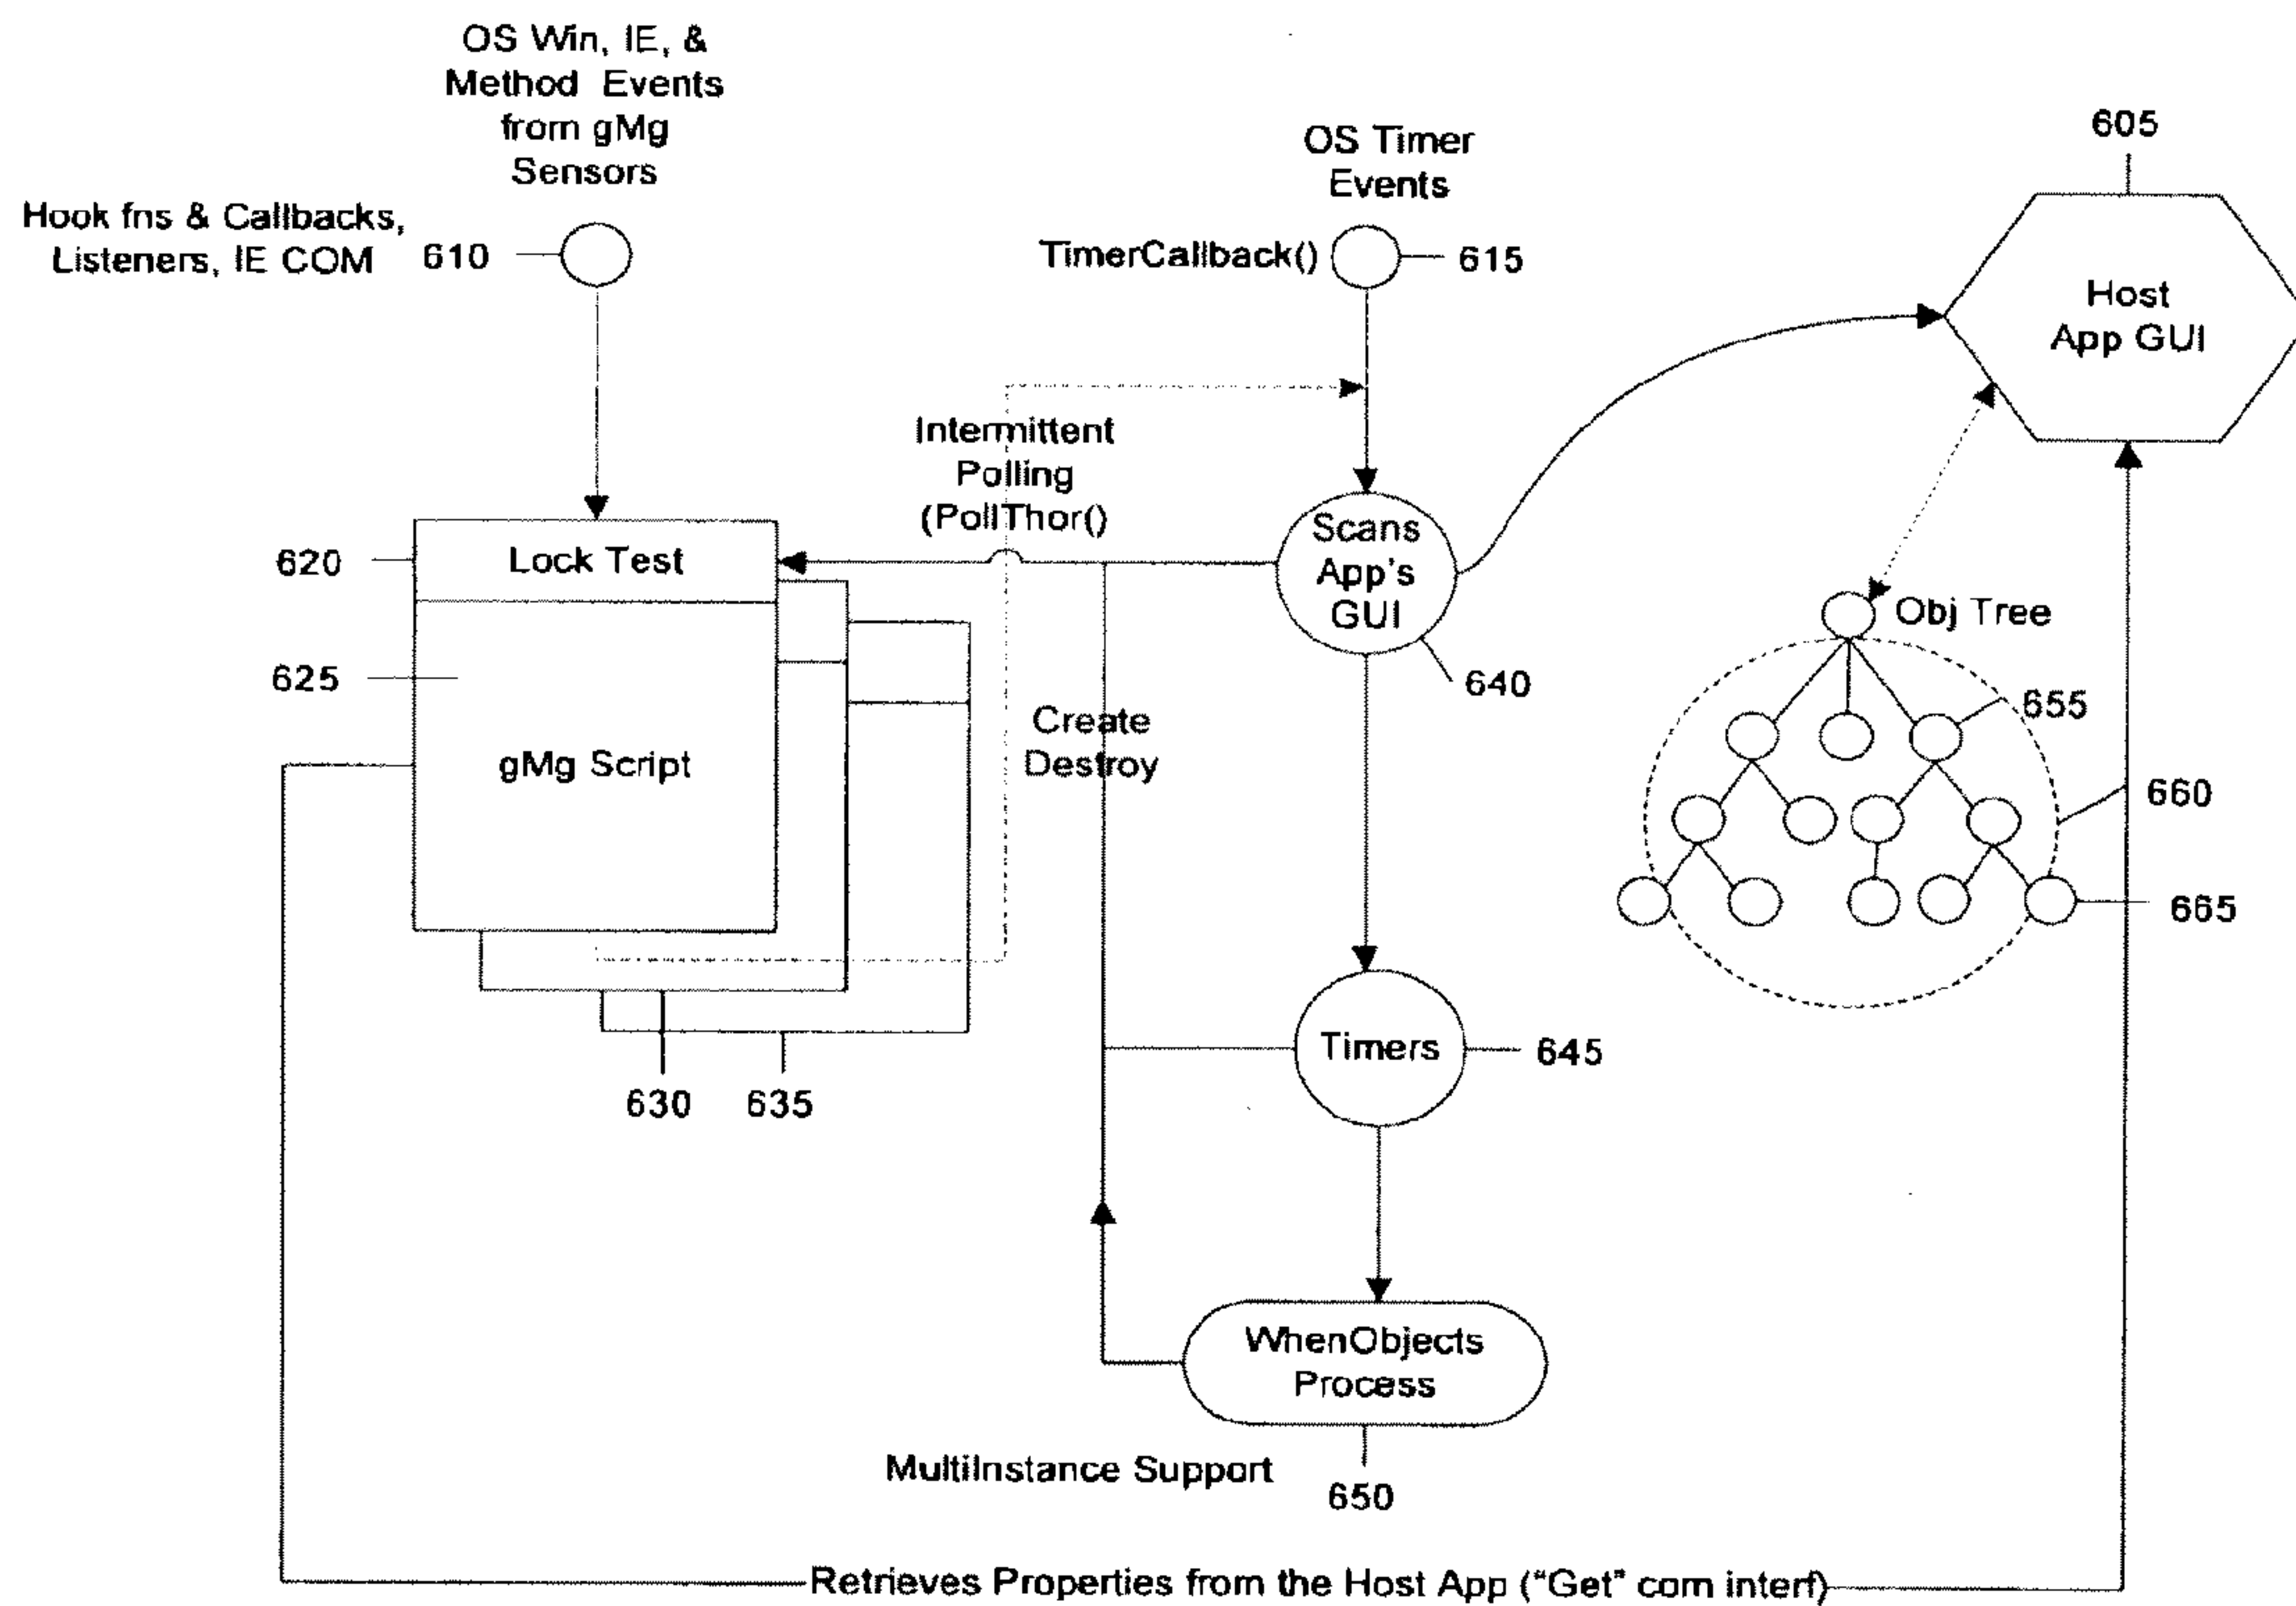 OS Win, IE, &
Method Events
from gMg
Sensors
Hook fns & Callbacks,
Listeners, IE COM
610
OS Timer
Events
TimerCallback()
615
605
Host
App GUI
Intermittent
Polling
(PollThor()
620
Lock Test
Scans
App's
GUI
640
Obj Tree
625
gMg Script
Create
Destroy
655
660
665
630
635
Timers
645
WhenObjects
Process
MultiInstance Support
650
Retrieves Properties from the Host App ("Get" com interf)